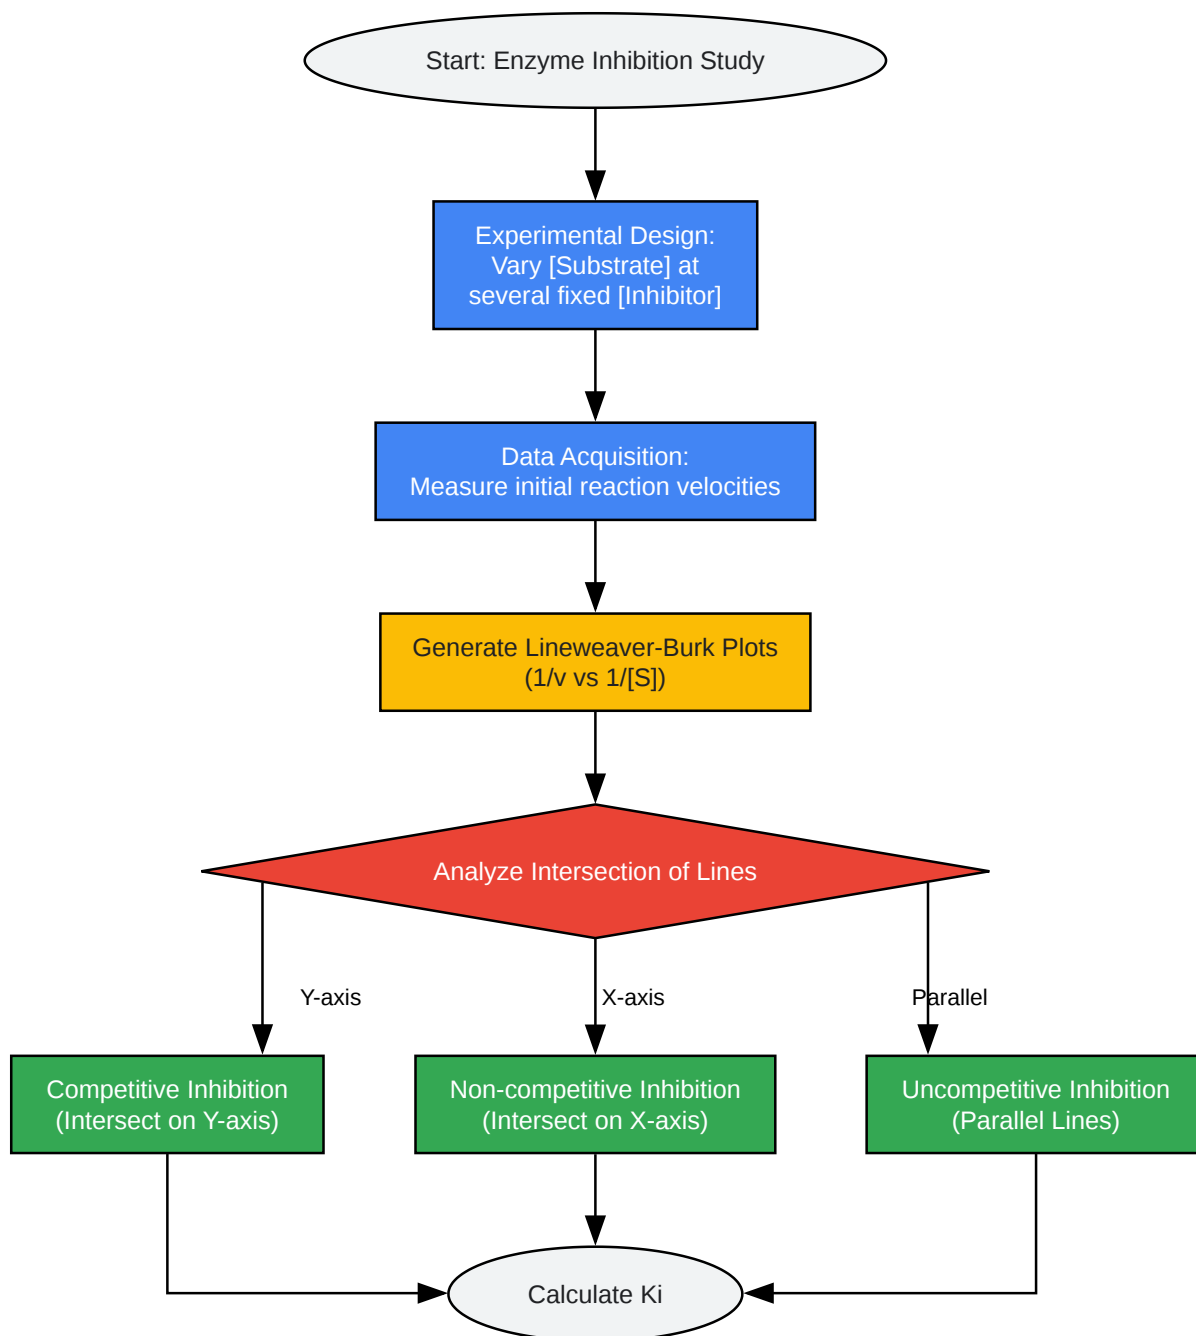 Start: Enzyme Inhibition Study
Experimental Design:
Vary [Substrate] at
several fixed [Inhibitor]
Data Acquisition:
Measure initial reaction velocities
Generate Lineweaver-Burk Plots
(1/v vs 1/[S])
Analyze Intersection of Lines
Y-axis
X-axis
Parallel
Competitive Inhibition
(Intersect on Y-axis)
Non-competitive Inhibition
(Intersect on X-axis)
Uncompetitive Inhibition
(Parallel Lines)
Calculate Ki